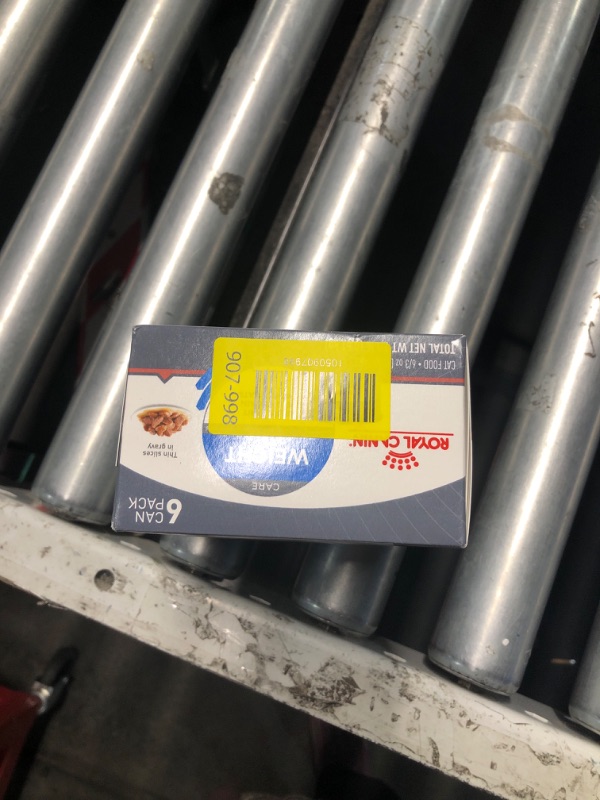 6 CAN
PACK
CARE
WEIGHT
ROYAL CANIN
Thin slices
in gravy
907-998
CAT FOOD • 6/3
TOTAL NET WT